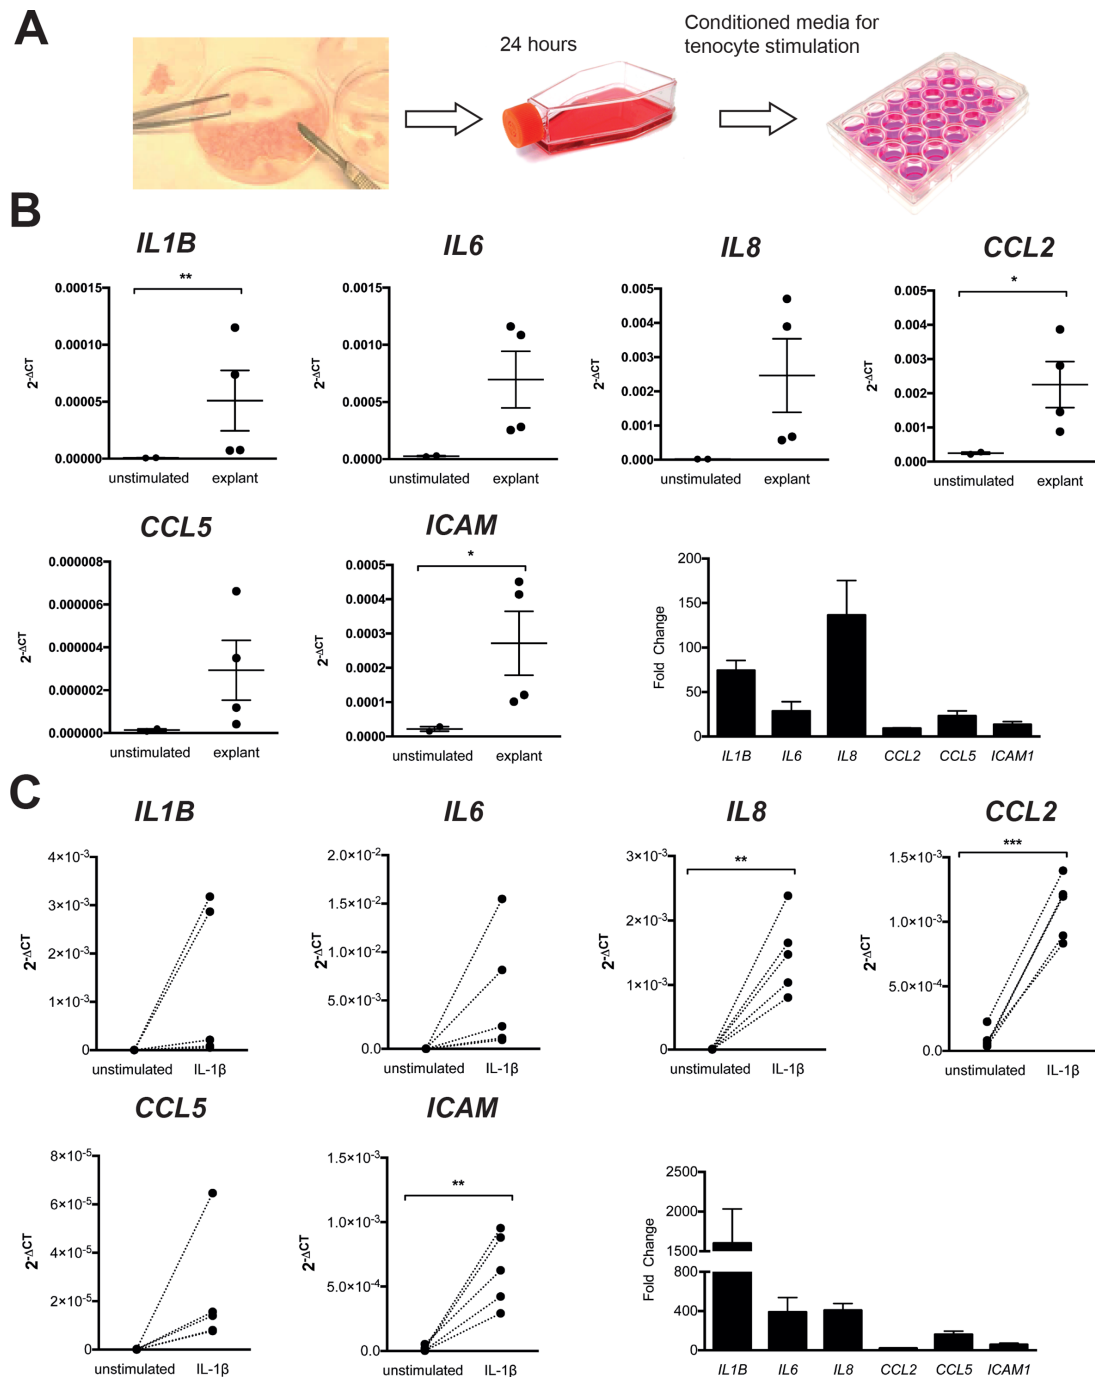 A
24 hours
Conditioned media for
tenocyte stimulation
B
IL1B
**
0.00015
0.00010
0.00005
0.00000
2-ΔCT
unstimulated explant
IL6
0.0015
0.0010
0.0005
0.0000
2-ΔCT
unstimulated explant
IL8
0.005
0.004
0.003
0.002
0.001
0.000
2-ΔCT
unstimulated explant
CCL2
*
0.005
0.004
0.003
0.002
0.001
0.000
2-ΔCT
unstimulated explant
CCL5
0.000008
0.000006
0.000004
0.000002
0.000000
2-ΔCT
unstimulated explant
ICAM
*
0.0005
0.0004
0.0003
0.0002
0.0001
0.0000
2-ΔCT
unstimulated explant
200
150
100
50
0
Fold Change
IL1B IL6 IL8 CCL2 CCL5 ICAM1
C
IL1B
4×10-3
3×10-3
2×10-3
1×10-3
0
2-ΔCT
unstimulated IL-1β
IL6
2.0×10-2
1.5×10-2
1.0×10-2
5.0×10-3
0.0
2-ΔCT
unstimulated IL-1β
IL8
**
3×10-3
2×10-3
1×10-3
0
2-ΔCT
unstimulated IL-1β
CCL2
***
1.5×10-3
1.0×10-3
5.0×10-4
0.0
2-ΔCT
unstimulated IL-1β
CCL5
8×10-5
6×10-5
4×10-5
2×10-5
0
2-ΔCT
unstimulated IL-1β
ICAM
**
1.5×10-3
1.0×10-3
5.0×10-4
0.0
2-ΔCT
unstimulated IL-1β
2500
2000
1500
800
400
0
Fold Change
IL1B IL6 IL8 CCL2 CCL5 ICAM1